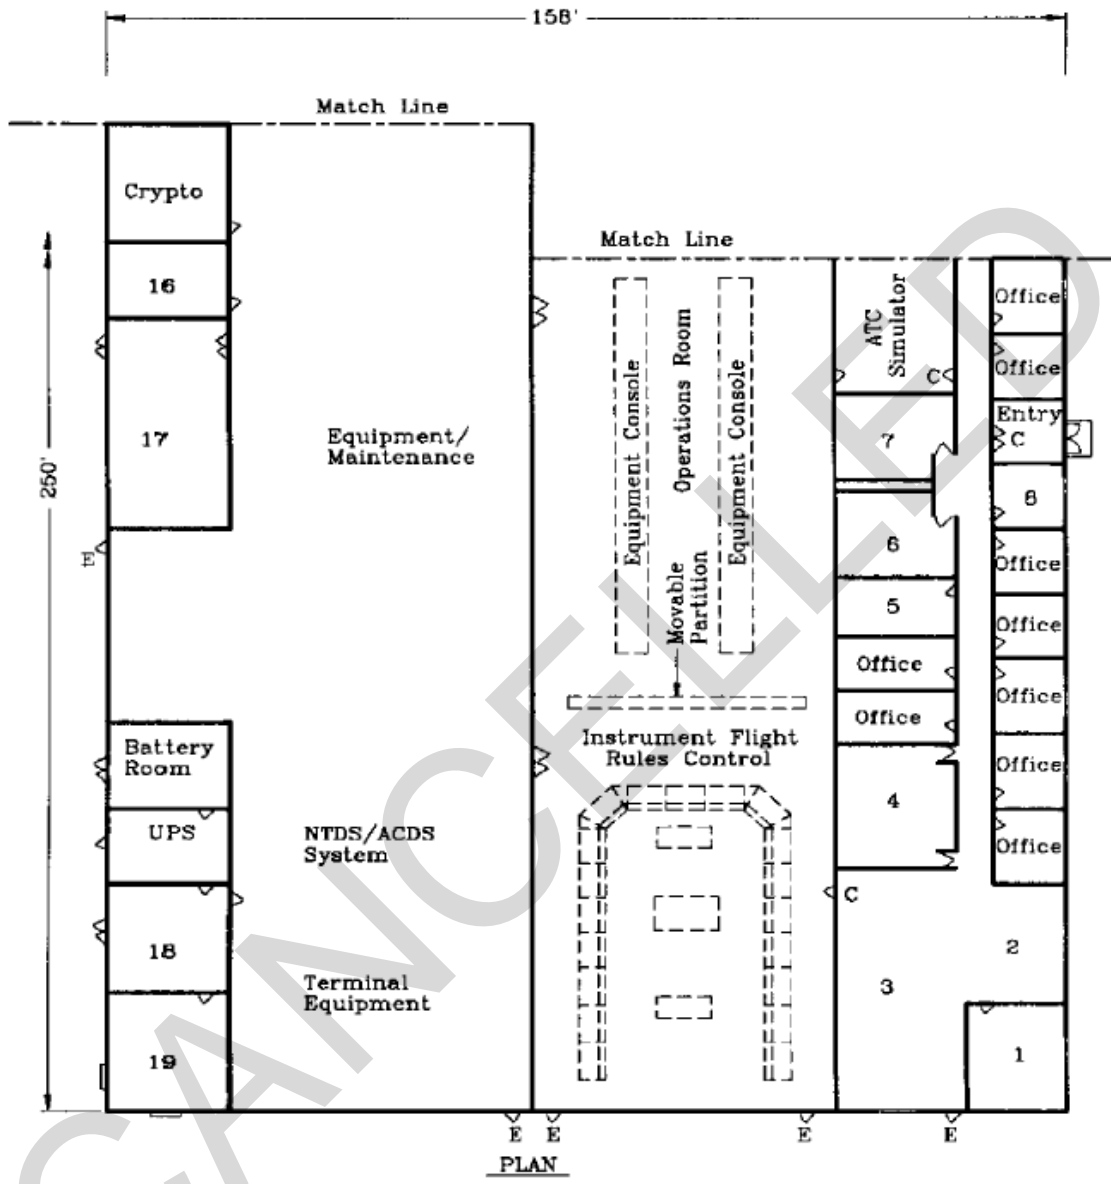 158'
Match Line
Crypto
Match Line
16
ATC
Simulator
C
Office
Office
Entry
C
250'
17
Equipment/
Maintenance
Equipment Console
Operations Room
Equipment Console
7
8
E
6
Office
5
Movable
Partition
Office
Office
Office
Office
Battery
Room
Instrument Flight
Rules Control
Office
UPS
NTDS/ACDS
System
4
Office
C
18
2
Terminal
Equipment
3
19
1
E
E
E
E
PLAN
CANCELLED